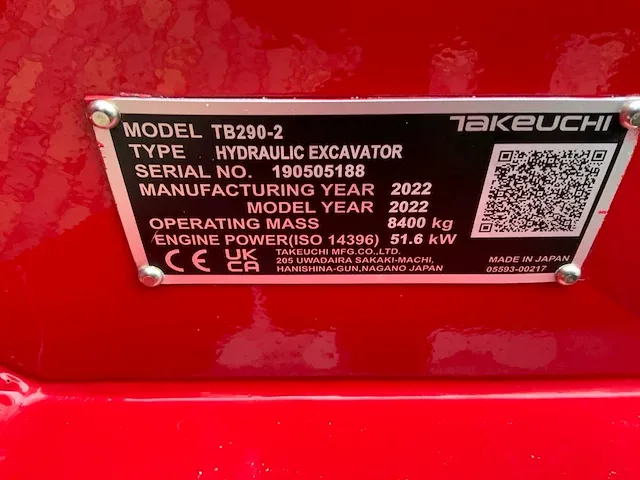 TAKEUCHI
MODEL TB290-2
TYPE HYDRAULIC EXCAVATOR
SERIAL NO. 190505188
MANUFACTURING YEAR 2022
MODEL YEAR 2022
OPERATING MASS 8400 kg
ENGINE POWER(ISO 14396) 51.6 kW
CE UK CA
TAKEUCHI MFG.CO.,LTD.
205 UWADAIRA SAKAKI-MACHI,
HANISHINA-GUN,NAGANO JAPAN
MADE IN JAPAN
05593-00217